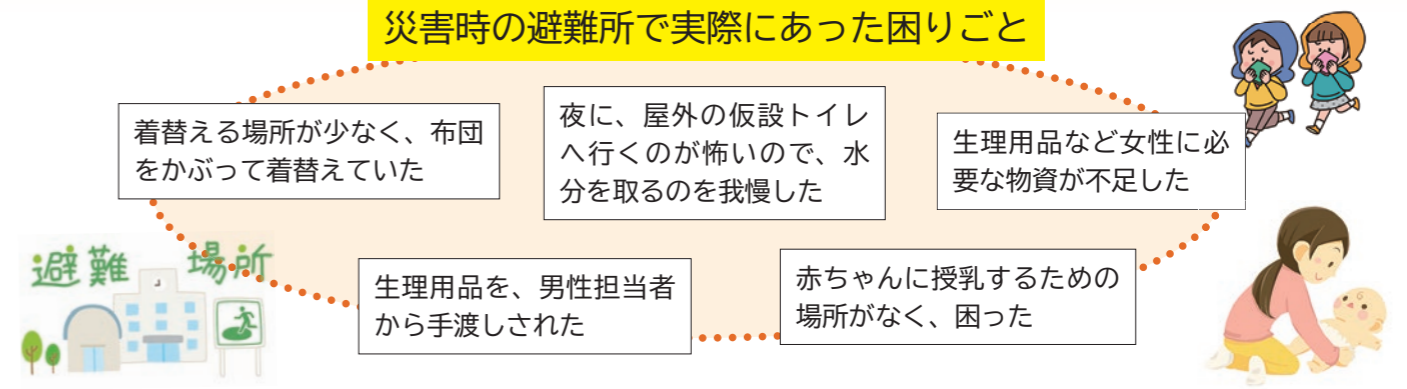 災害時の避難所で実際にあった困りごと
着替える場所が少なく、布団
をかぶって着替えていた
夜に、屋外の仮設トイレ
へ行くのが怖いので、水
分を取るのを我慢した
生理用品など女性に必
要な物資が不足した
避難 場所
生理用品を、男性担当者
から手渡しされた
赤ちゃんに授乳するための
場所がなく、困った